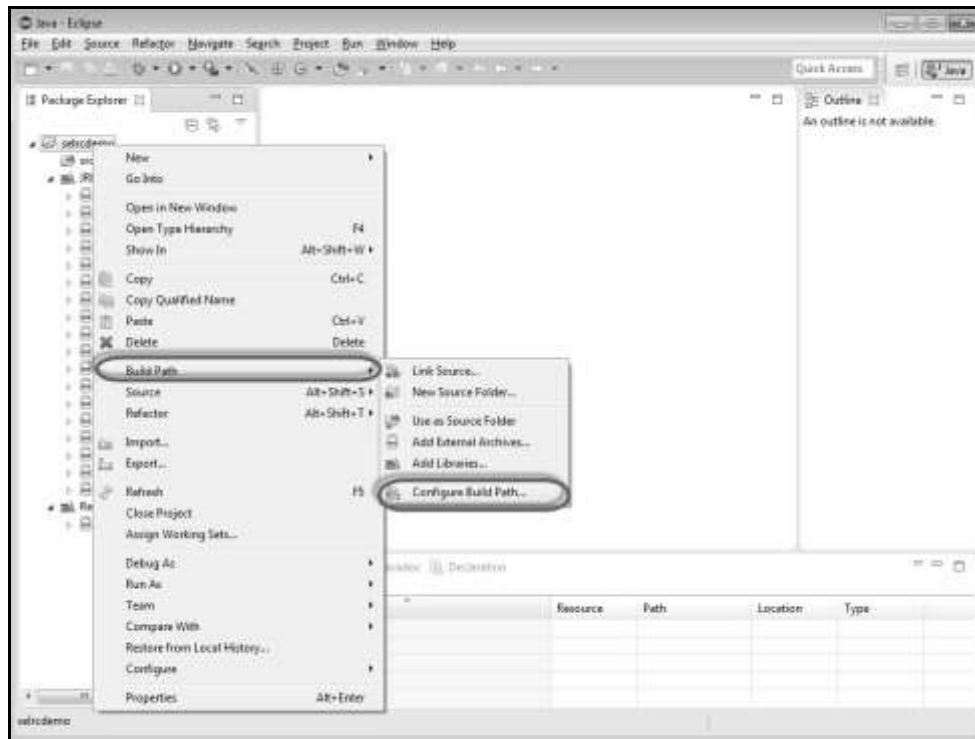 Java - Eclipse
File Edit Source Refactor Navigate Search Project Run Window Help
Quick Access
Java
Package Explorer
Outline
An outline is not available.
selrcdemo
src
New
Go Into
Open in New Window
Open Type Hierarchy F4
Show In Alt+Shift+W
Copy Ctrl+C
Copy Qualified Name
Paste Ctrl+V
Delete Delete
Build Path
Source Alt+Shift+S
Refactor Alt+Shift+T
Import...
Export...
Refresh F5
Close Project
Assign Working Sets...
Debug As
Run As
Team
Compare With
Restore from Local History...
Configure
Properties Alt+Enter
Link Source...
New Source Folder...
Use as Source Folder
Add External Archives...
Add Libraries...
Configure Build Path...
Declaration
Resource Path Location Type
selrcdemo